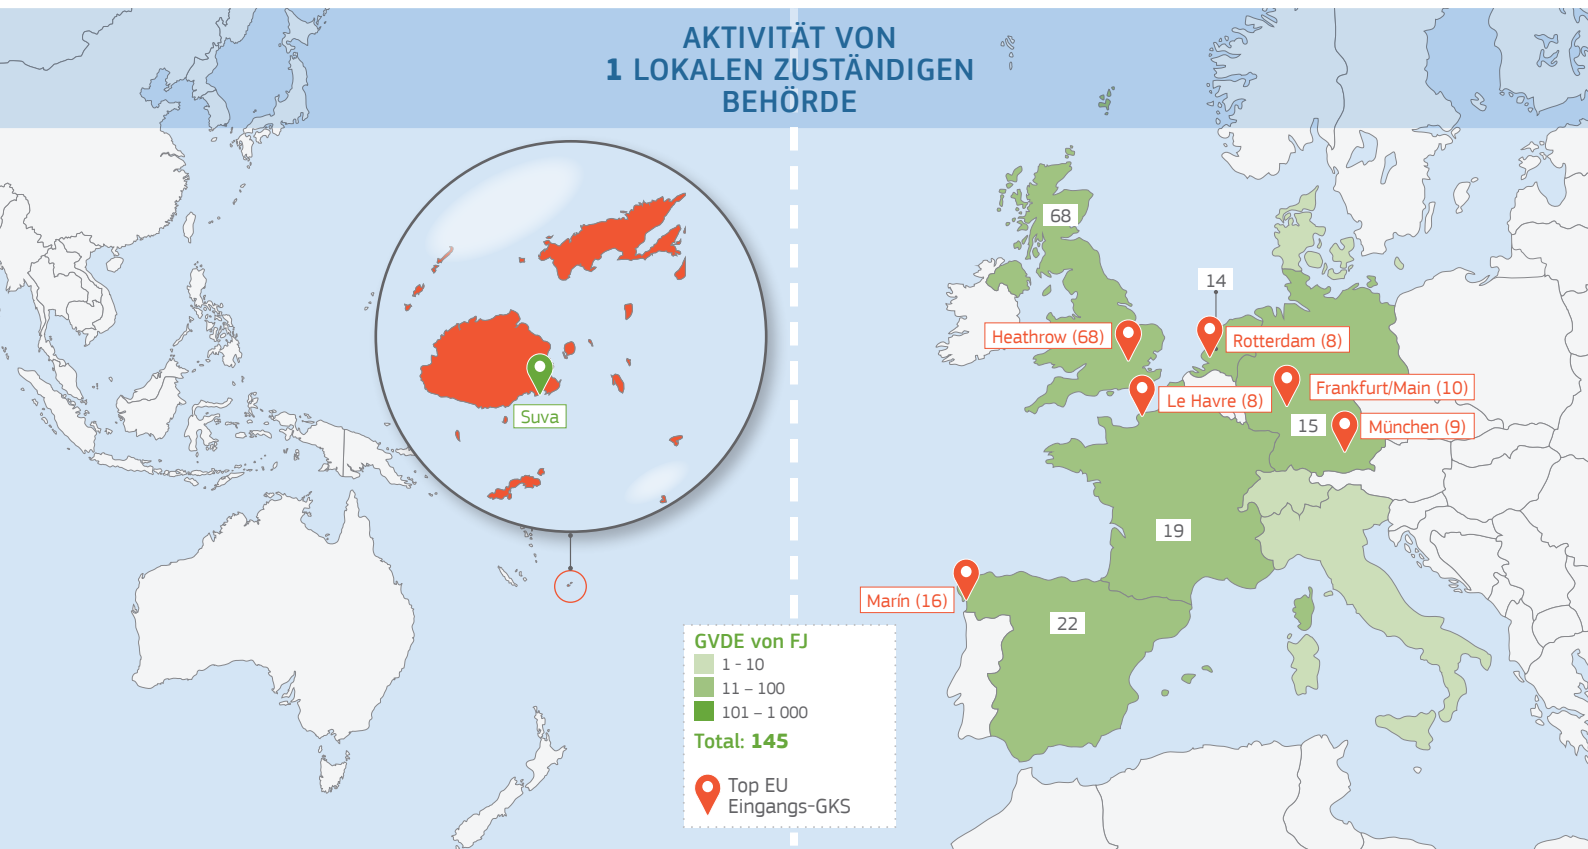 AKTIVITÄT VON
1 LOKALEN ZUSTÄNDIGEN
BEHÖRDE
68
14
Heathrow (68)
Rotterdam (8)
Le Havre (8)
Frankfurt/Main (10)
15
München (9)
Suva
19
Marín (16)
22
GVDE von FJ
1 - 10
11 – 100
101 – 1 000
Total: 145
Top EU
Eingangs-GKS